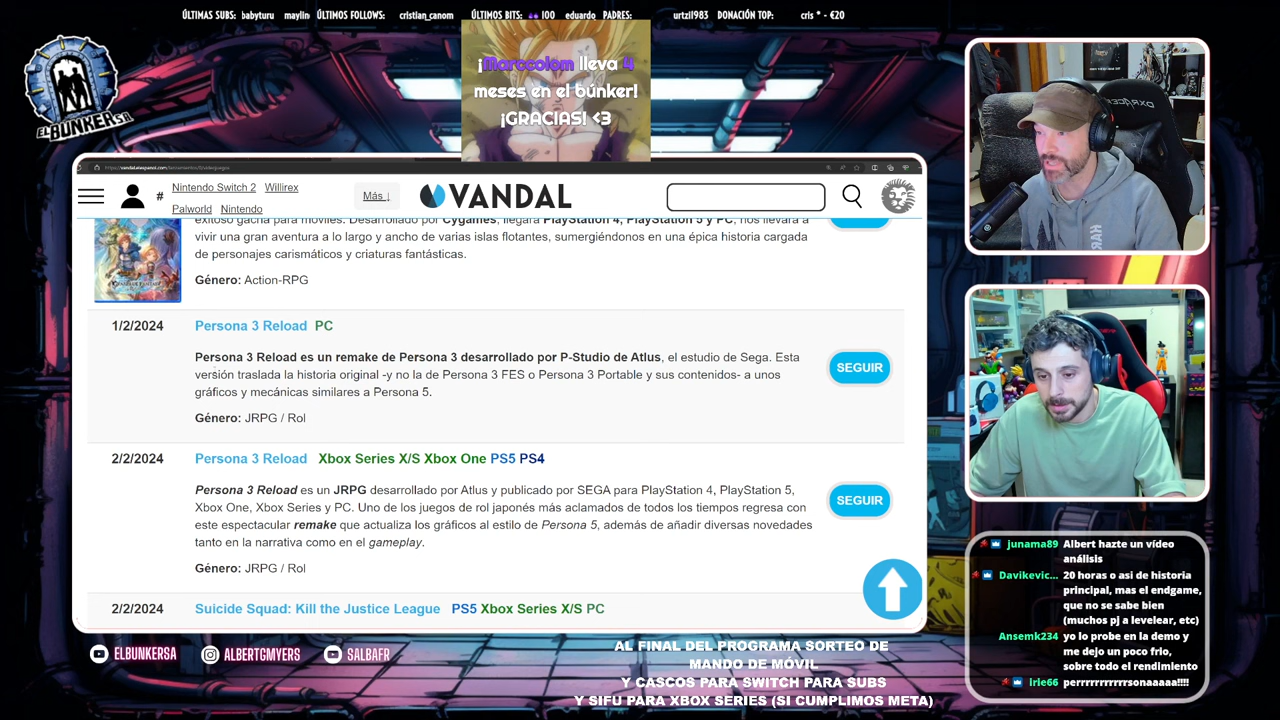 ÚLTIMAS SUBS: babyturu maylin ÚLTIMOS FOLLOWS: cristian_canom ÚLTIMOS BITS: 100 eduardo PADRES: urtzi1983 DONACIÓN TOP: cris * - €20
¡Marccolom lleva 4
meses en el búnker!
¡GRACIAS! <3
EL BUNKER S.A.
# Nintendo Switch 2 Willirex
Palworld Nintendo
Más ↓
VANDAL
exitoso gacha para móviles. Desarrollado por Cygames, llegará PlayStation 4, PlayStation 5 y PC, nos llevará a
vivir una gran aventura a lo largo y ancho de varias islas flotantes, sumergiéndonos en una épica historia cargada
de personajes carismáticos y criaturas fantásticas.
Género: Action-RPG
1/2/2024 Persona 3 Reload PC
Persona 3 Reload es un remake de Persona 3 desarrollado por P-Studio de Atlus, el estudio de Sega. Esta
versión traslada la historia original -y no la de Persona 3 FES o Persona 3 Portable y sus contenidos- a unos
gráficos y mecánicas similares a Persona 5.
SEGUIR
Género: JRPG / Rol
2/2/2024 Persona 3 Reload Xbox Series X/S Xbox One PS5 PS4
Persona 3 Reload es un JRPG desarrollado por Atlus y publicado por SEGA para PlayStation 4, PlayStation 5,
Xbox One, Xbox Series y PC. Uno de los juegos de rol japonés más aclamados de todos los tiempos regresa con
este espectacular remake que actualiza los gráficos al estilo de Persona 5, además de añadir diversas novedades
tanto en la narrativa como en el gameplay.
SEGUIR
Género: JRPG / Rol
2/2/2024 Suicide Squad: Kill the Justice League PS5 Xbox Series X/S PC
DXRACER
junama89 Albert hazte un vídeo
análisis
Davikevic... 20 horas o asi de historia
principal, mas el endgame,
que no se sabe bien
(muchos pj a levelear, etc)
Ansemk234 yo lo probe en la demo y
me dejo un poco frio,
sobre todo el rendimiento
irie66 perrrrrrrrrrsonaaaaa!!!!
ELBUNKERSA ALBERTGMYERS SALBAFR
AL FINAL DEL PROGRAMA SORTEO DE
MANDO DE MÓVIL
Y CASCOS PARA SWITCH PARA SUBS
Y SIFU PARA XBOX SERIES (SI CUMPLIMOS META)